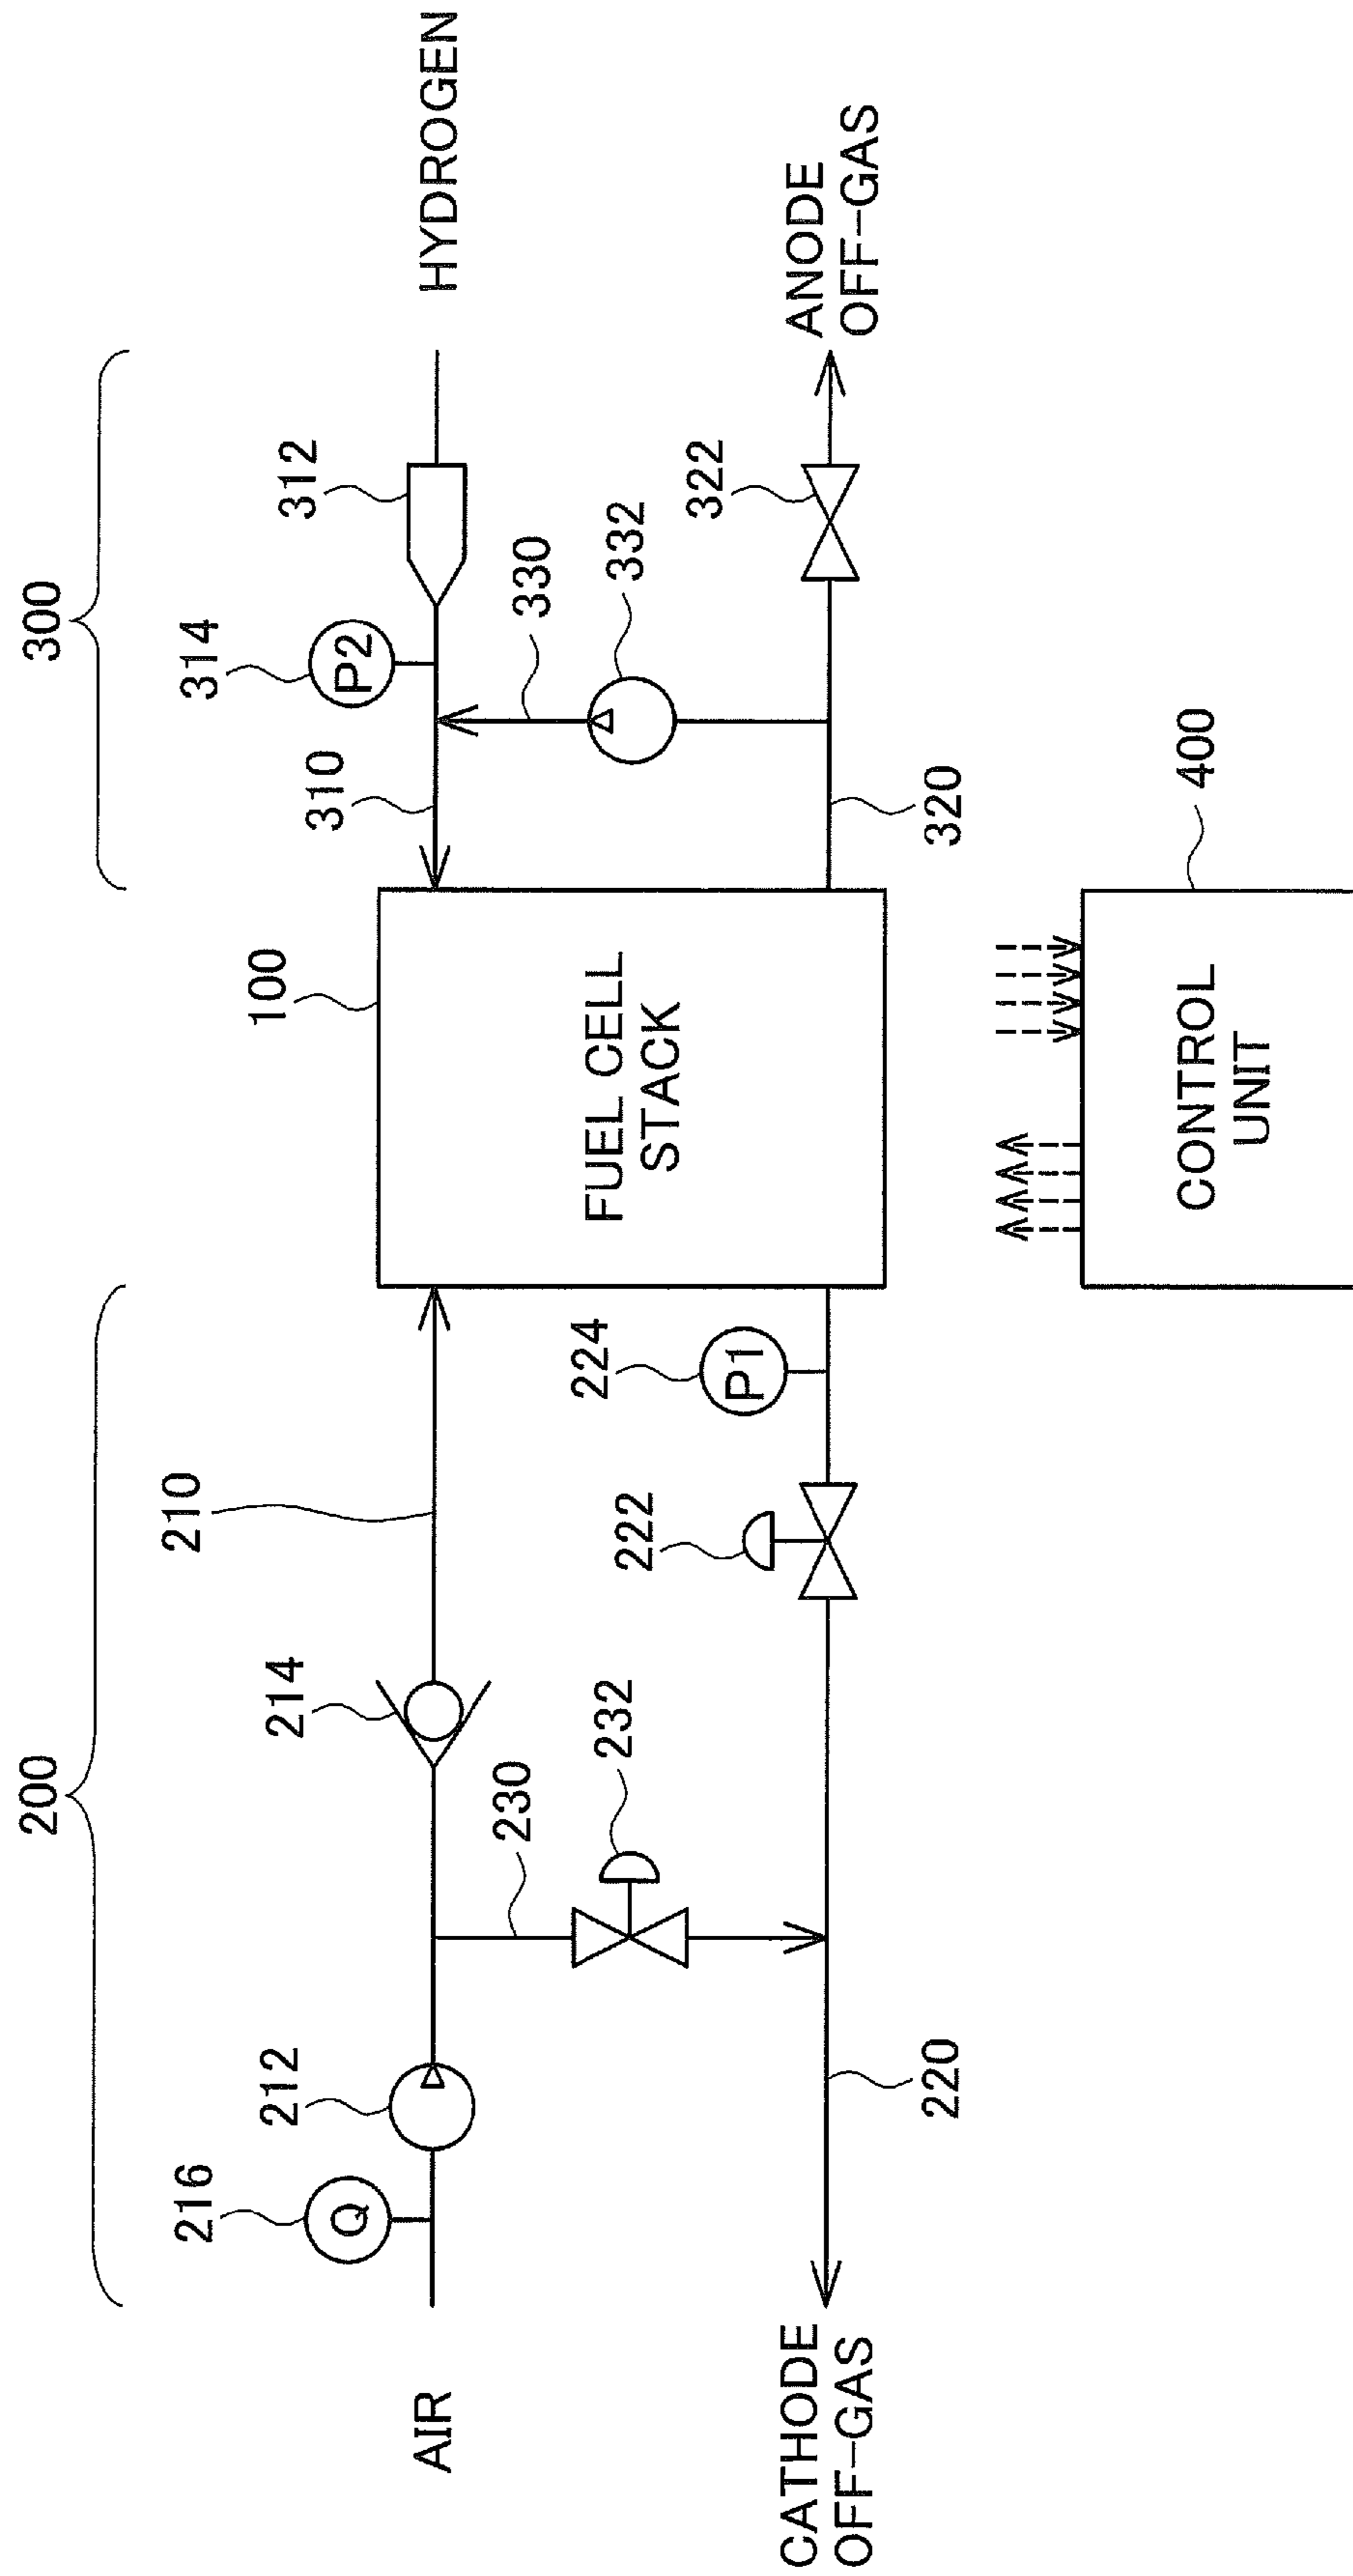 200
300
216
Q
212
214
210
100
314
P2
312
AIR
HYDROGEN
230
232
330
332
FUEL CELL
STACK
222
224
P1
322
CATHODE
OFF-GAS
ANODE
OFF-GAS
220
320
400
CONTROL
UNIT